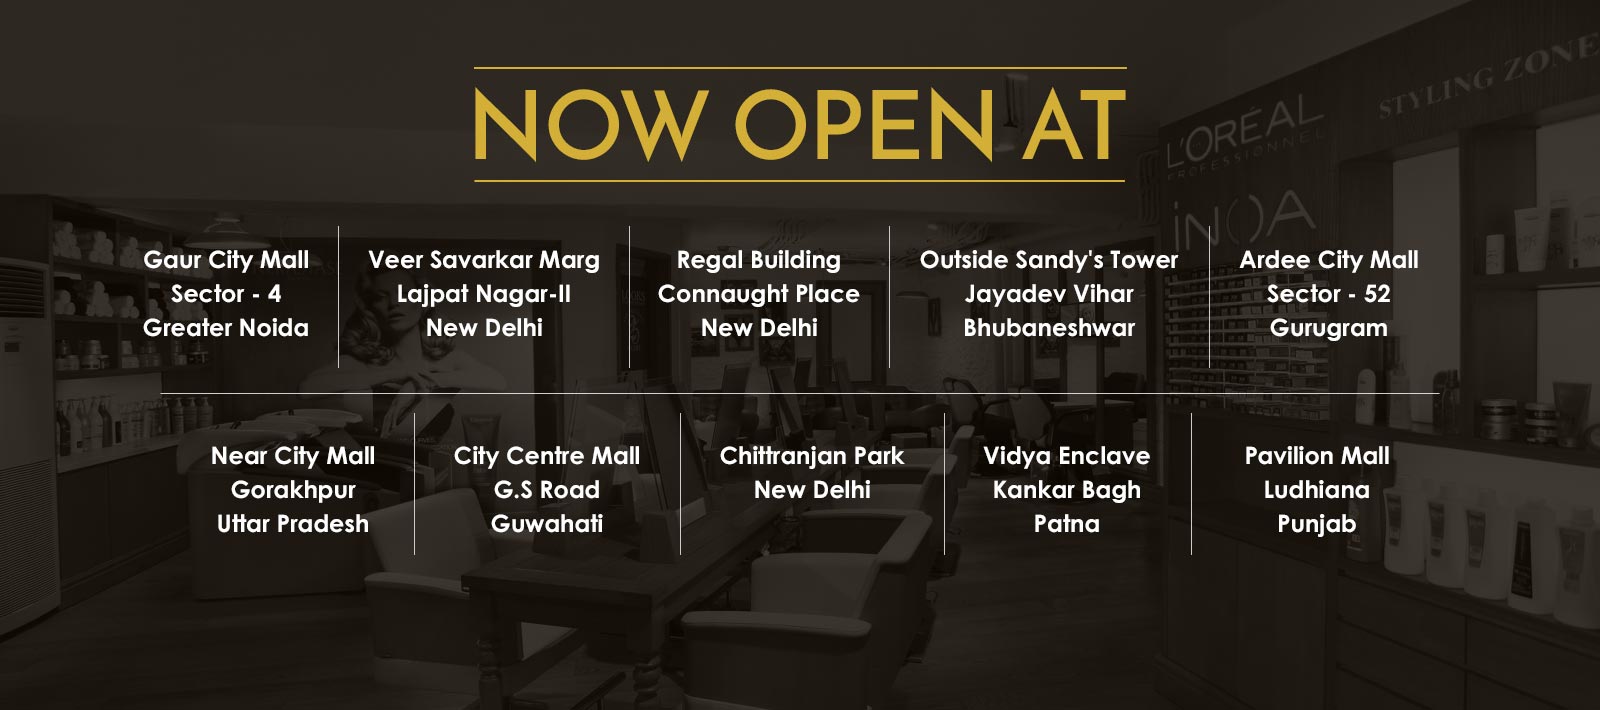 NOW OPEN AT
STYLING ZONE
L'ORÉAL
PROFESSIONNEL
iNOA
Gaur City Mall
Sector - 4
Greater Noida
Veer Savarkar Marg
Lajpat Nagar-II
New Delhi
Regal Building
Connaught Place
New Delhi
Outside Sandy's Tower
Jayadev Vihar
Bhubaneshwar
Ardee City Mall
Sector - 52
Gurugram
Near City Mall
Gorakhpur
Uttar Pradesh
City Centre Mall
G.S Road
Guwahati
Chittranjan Park
New Delhi
Vidya Enclave
Kankar Bagh
Patna
Pavilion Mall
Ludhiana
Punjab